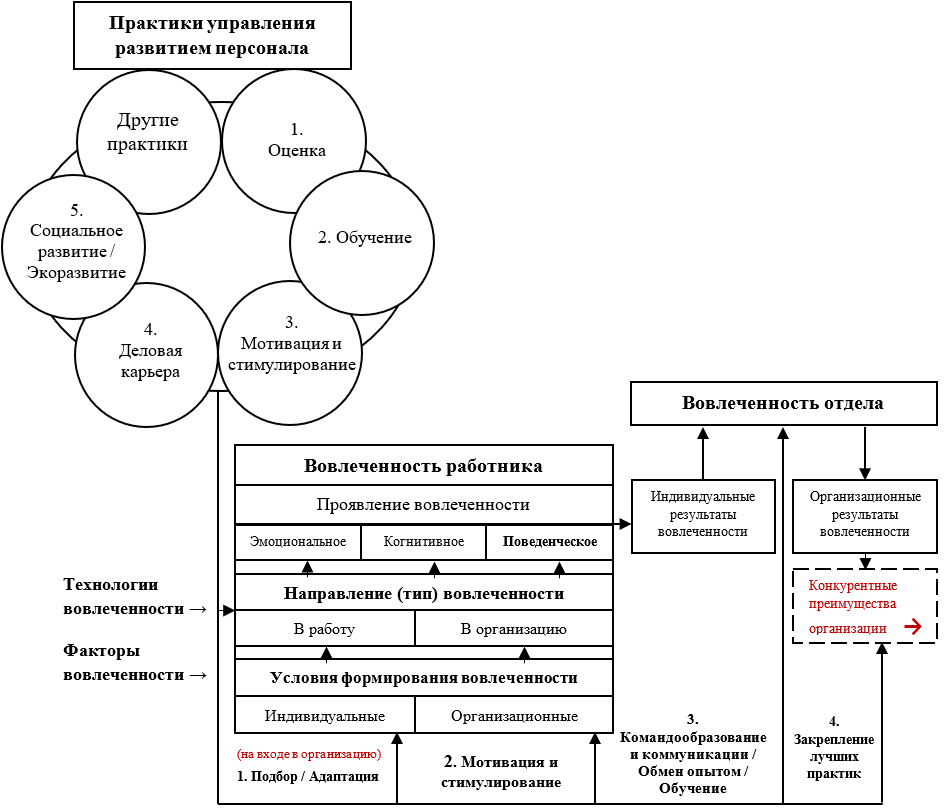 Практики управления
развитием персонала
Другие
практики
1.
Оценка
5.
Социальное
развитие /
Экоразвитие
2. Обучение
4.
Деловая
карьера
3.
Мотивация и
стимулирование
Вовлеченность отдела
Вовлеченность работника
Проявление вовлеченности
Эмоциональное
Когнитивное
Поведенческое
Индивидуальные
результаты
вовлеченности
Организационные
результаты
вовлеченности
Технологии
вовлеченности →
Направление (тип) вовлеченности
В работу
В организацию
Конкурентные
преимущества
организации →
Факторы
вовлеченности →
Условия формирования вовлеченности
Индивидуальные
Организационные
(на входе в организацию)
1. Подбор / Адаптация
2. Мотивация и
стимулирование
3.
Командообразование
и коммуникации /
Обмен опытом /
Обучение
4.
Закрепление
лучших
практик